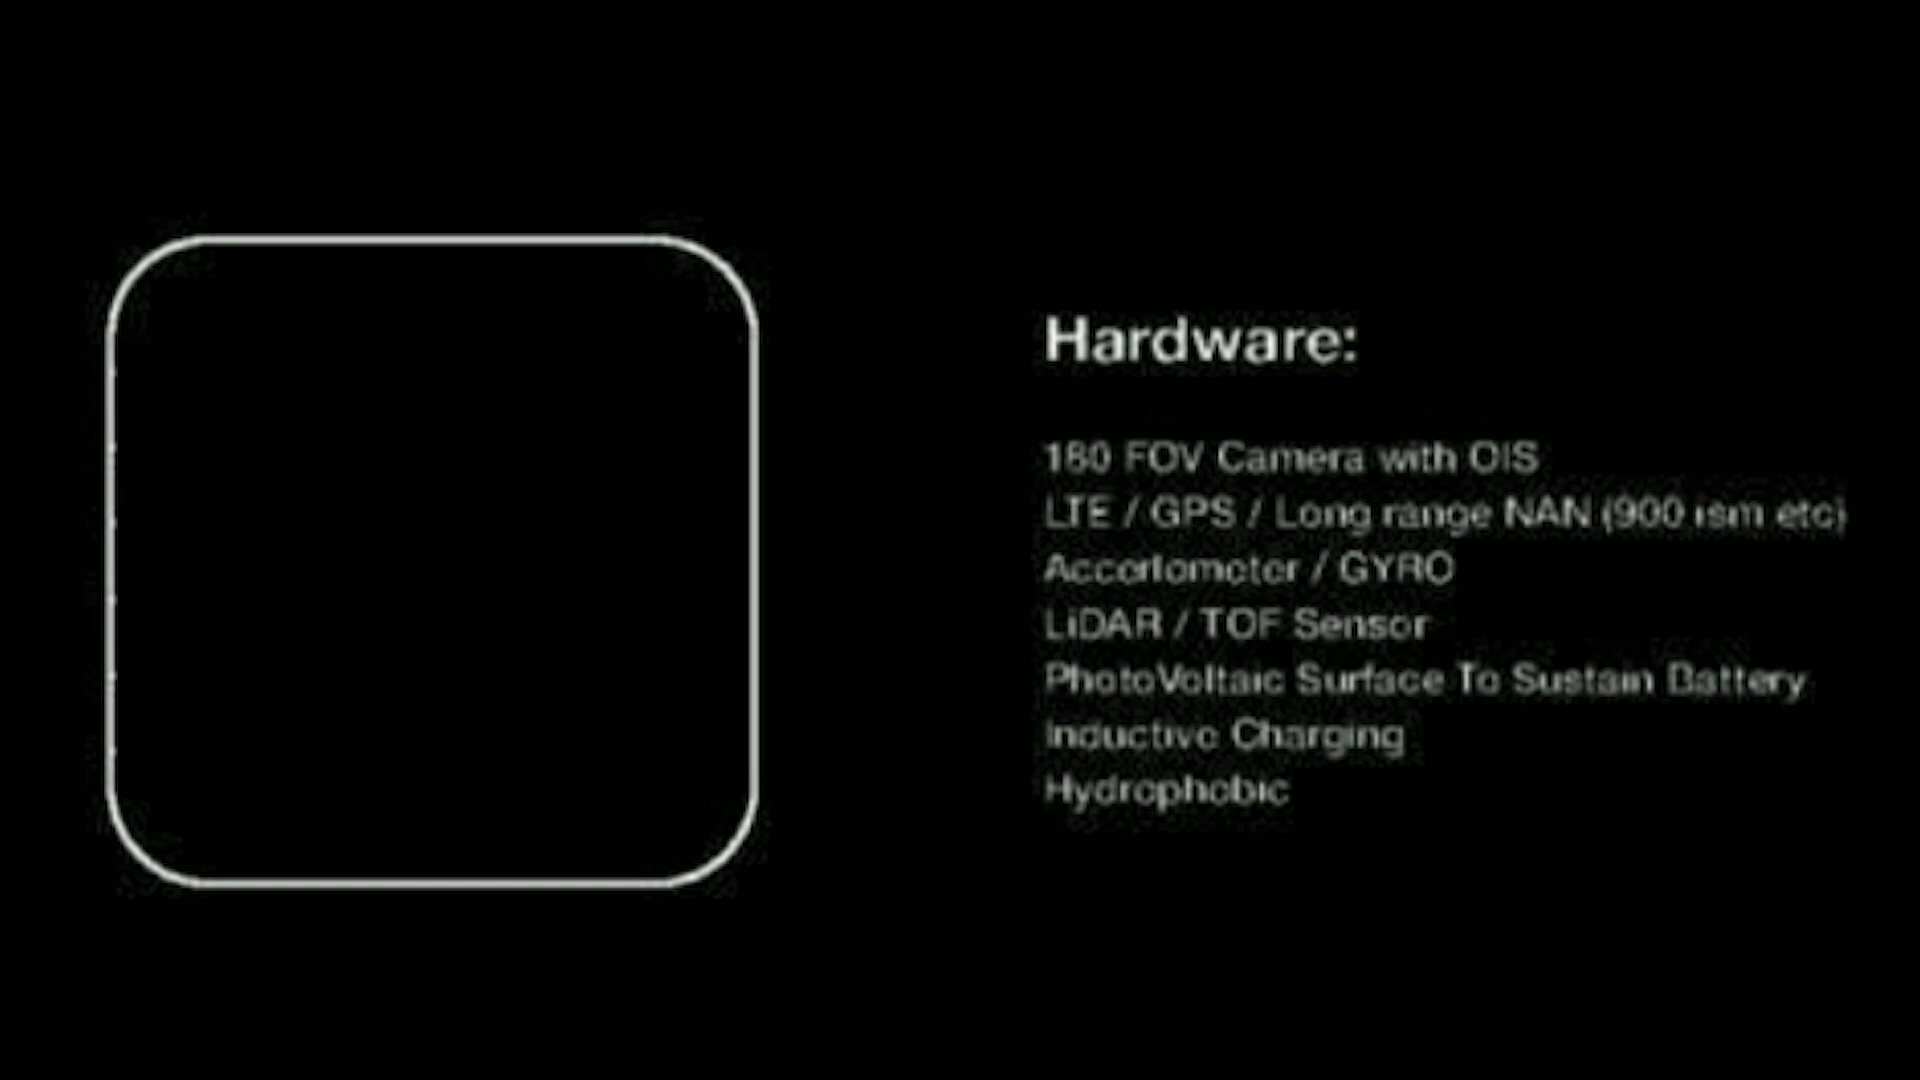 Hardware:
180 FOV Camera with OIS
LTE / GPS / Long range NAN (900 ism etc)
Accerlometer / GYRO
LiDAR / TOF Sensor
PhotoVoltaic Surface To Sustain Battery
Inductive Charging
Hydrophobic